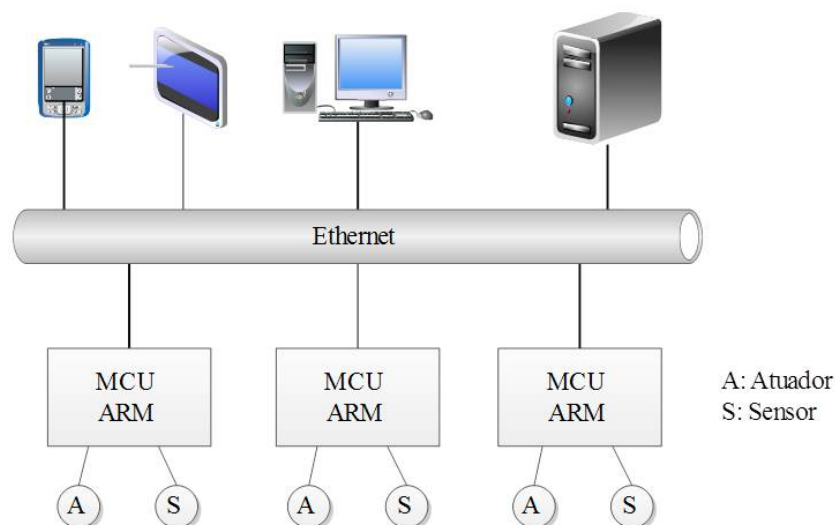 Ethernet
MCU
ARM
MCU
ARM
MCU
ARM
A: Atuador
S: Sensor
A
S
A
S
A
S